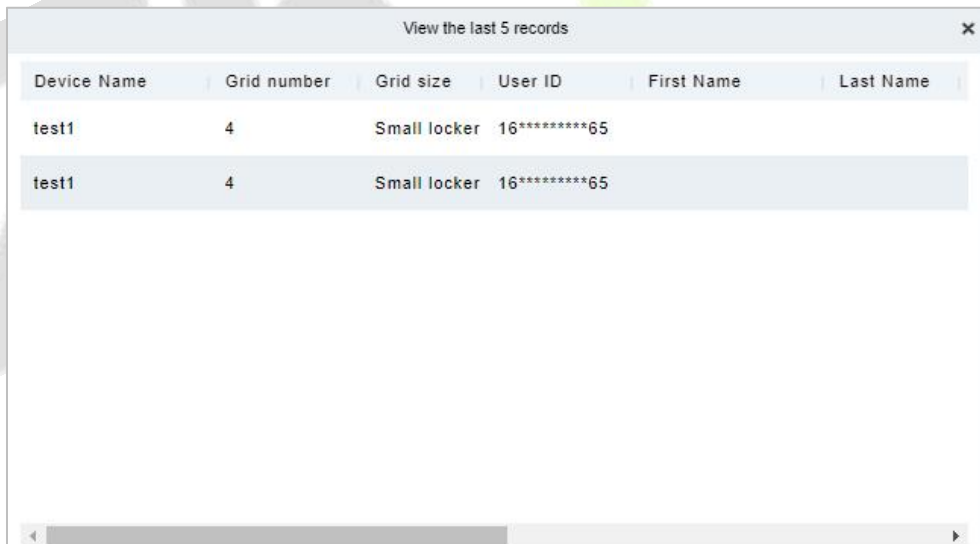 View the last 5 records
Device Name Grid number Grid size User ID First Name Last Name
test1 4 Small locker 16*********65
test1 4 Small locker 16*********65